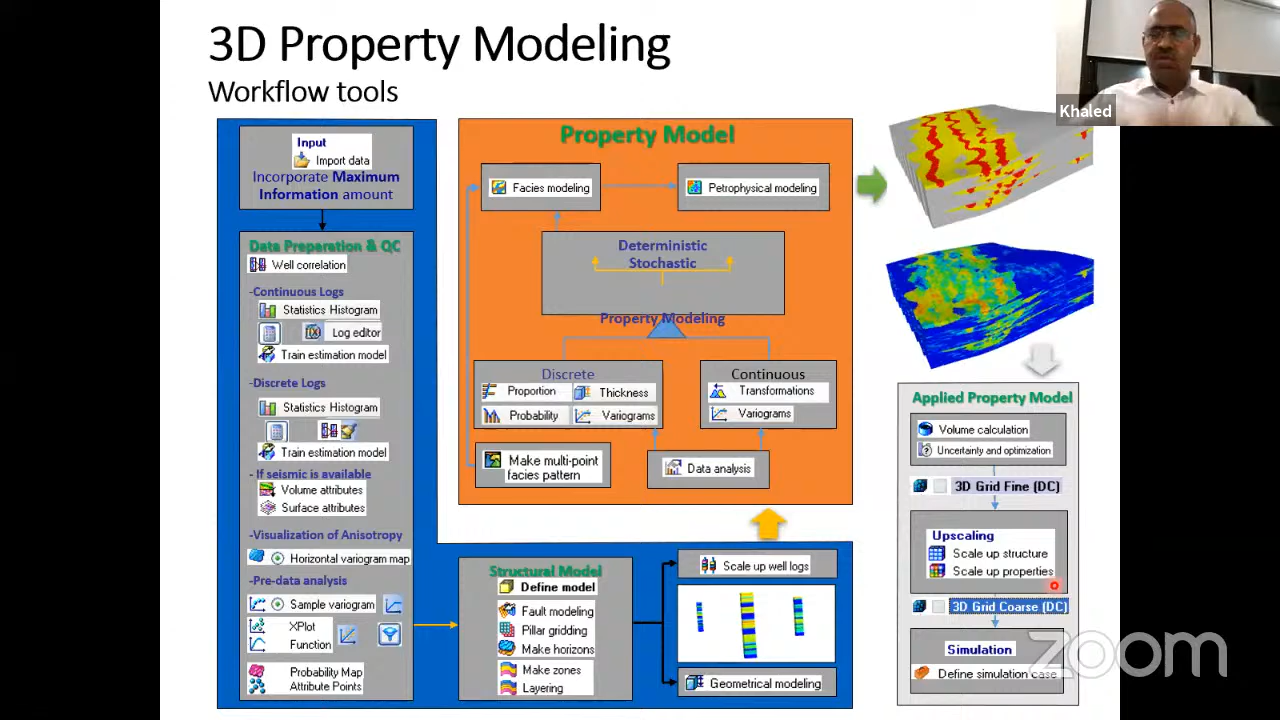 3D Property Modeling
Workflow tools
Khaled
Input
Import data
Incorporate Maximum
Information amount
Data Preparation & QC
Well correlation
-Continuous Logs
Statistics Histogram
Log editor
Train estimation model
-Discrete Logs
Statistics Histogram
Train estimation model
- If seismic is available
Volume attributes
Surface attributes
-Visualization of Anisotropy
Horizontal variogram map
-Pre-data analysis
Sample variogram
XPlot
Function
Probability Map
Attribute Points
Property Model
Facies modeling
Petrophysical modeling
Deterministic
Stochastic
Property Modeling
Discrete
Proportion
Thickness
Probability
Variograms
Continuous
Transformations
Variograms
Make multi-point
facies pattern
Data analysis
Structural Model
Define model
Fault modeling
Pillar gridding
Make horizons
Make zones
Layering
Scale up well logs
Geometrical modeling
Applied Property Model
Volume calculation
Uncertainty and optimization
3D Grid Fine (DC)
Upscaling
Scale up structure
Scale up properties
3D Grid Coarse (DC)
Simulation
Define simulation case
zoom